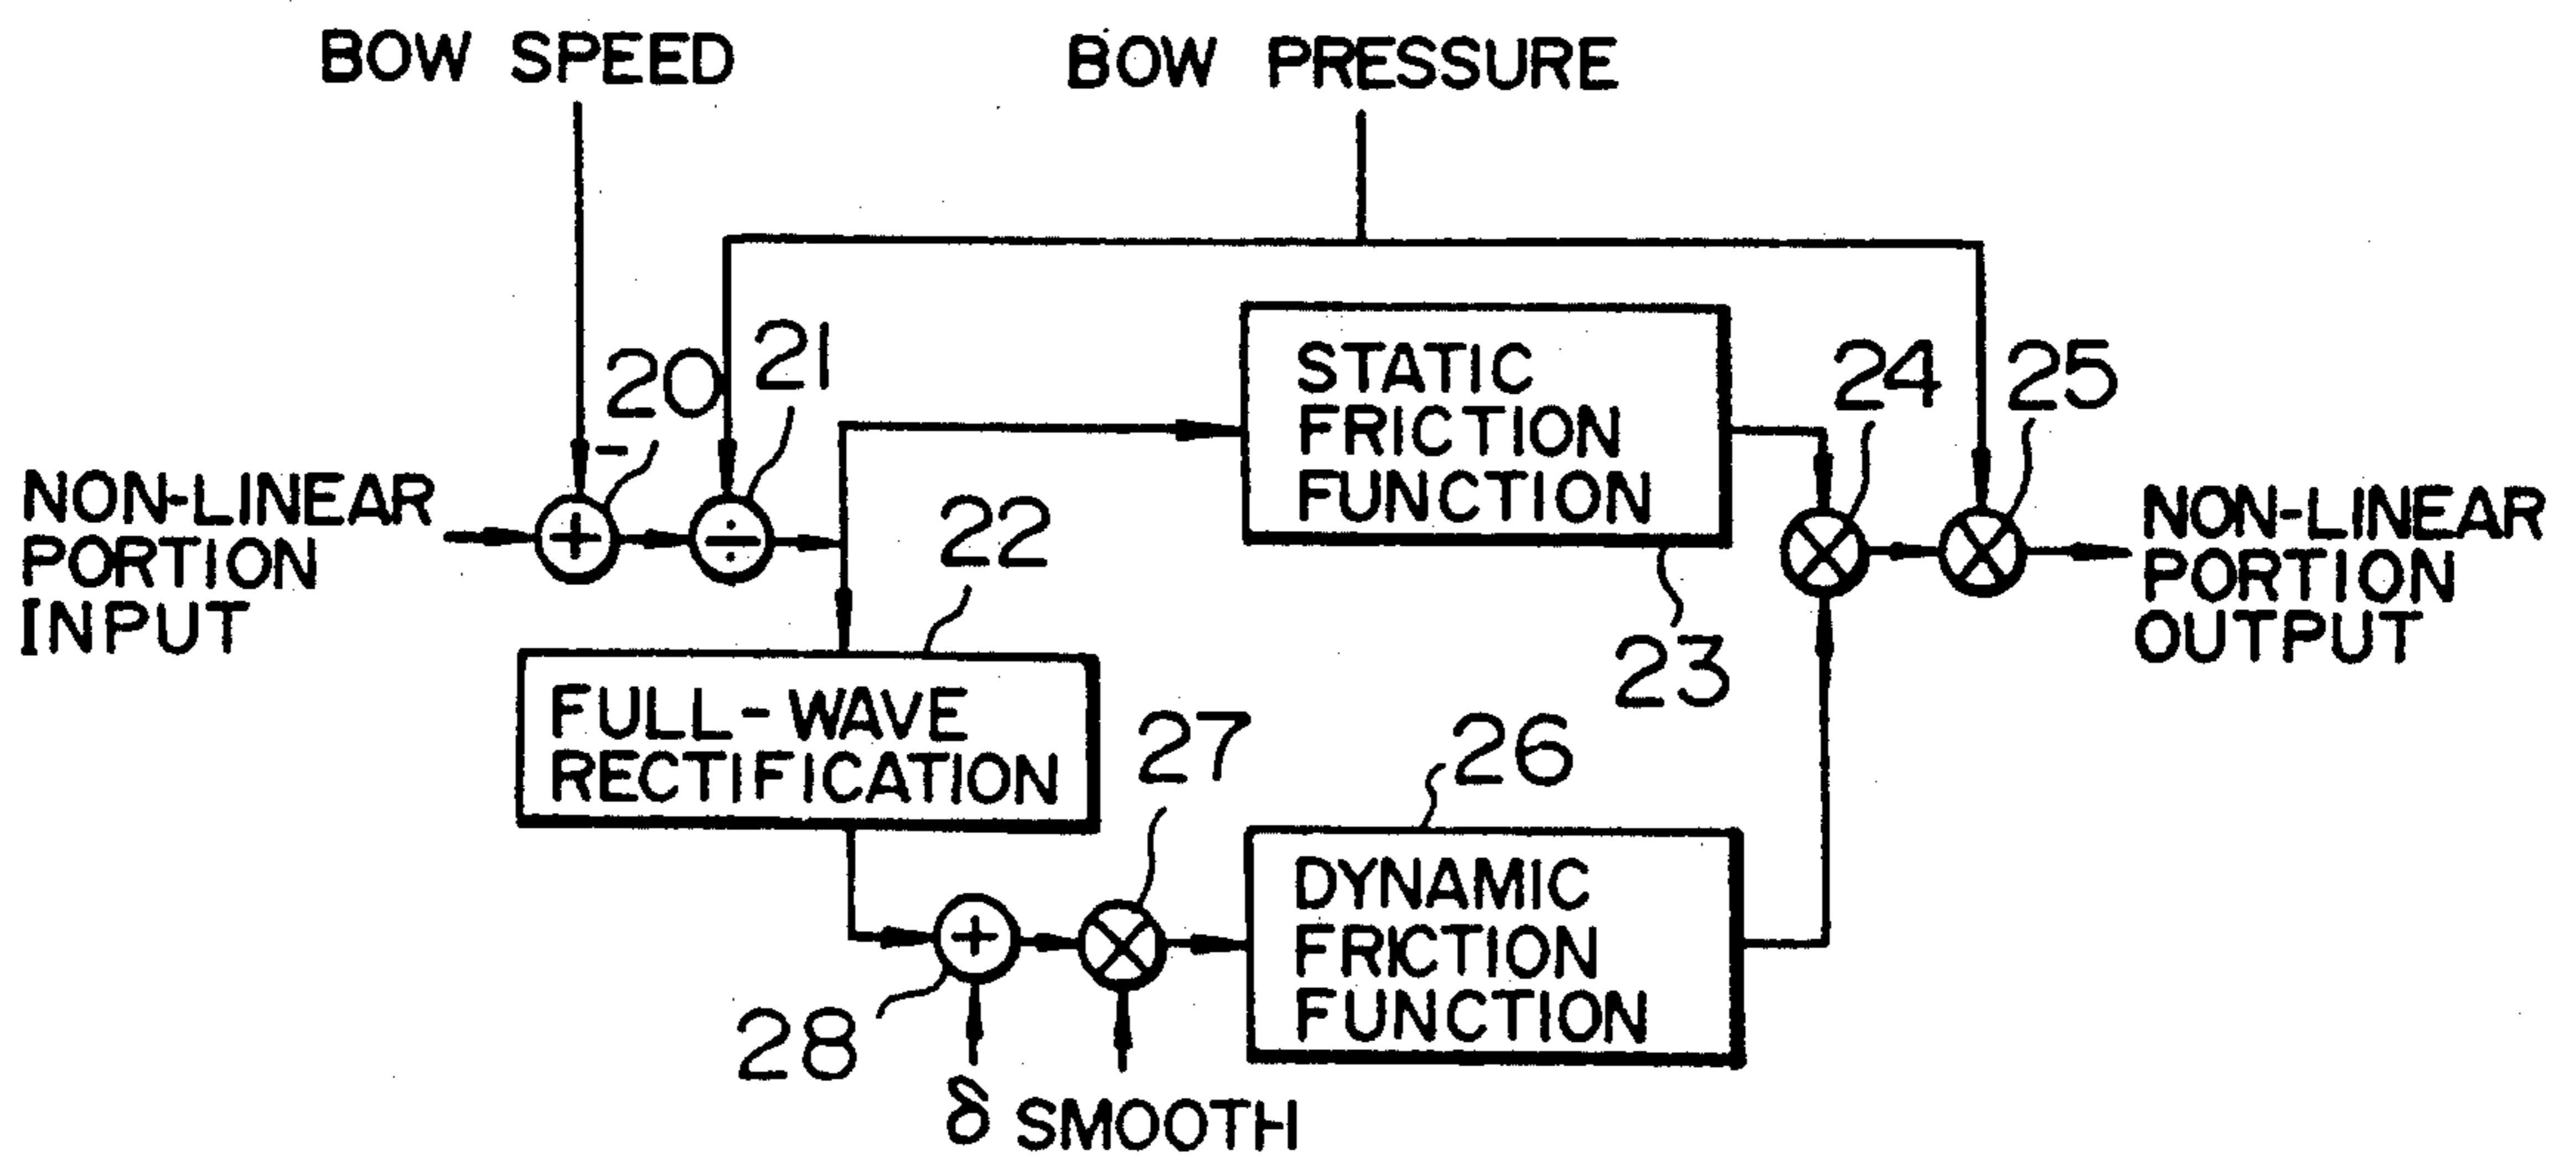 BOW SPEED
BOW PRESSURE
20
21
-
+
÷
NON-LINEAR
PORTION
INPUT
STATIC
FRICTION
FUNCTION
23
24
25
NON-LINEAR
PORTION
OUTPUT
22
FULL-WAVE
RECTIFICATION
27
26
+
28
DYNAMIC
FRICTION
FUNCTION
δ
SMOOTH